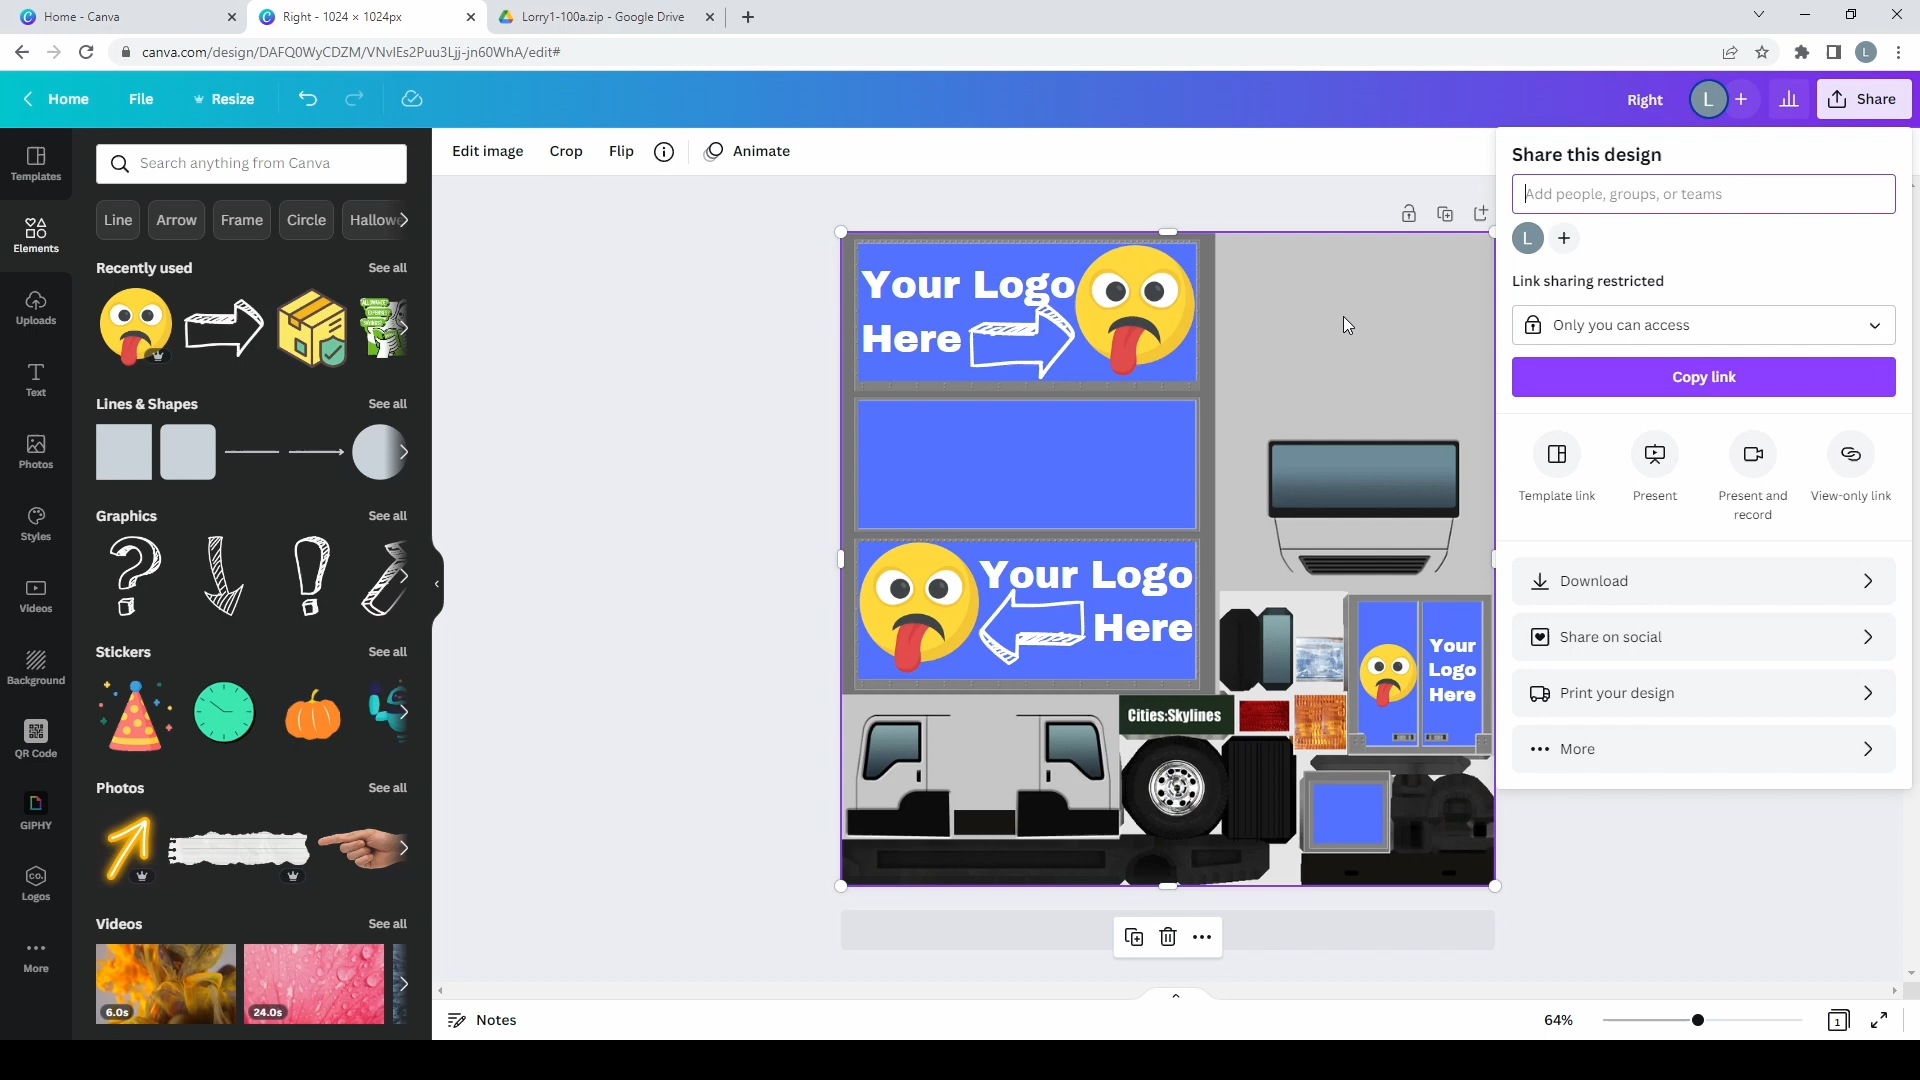 Home - Canva
Right - 1024 × 1024px
Lorry1-100a.zip - Google Drive
canva.com/design/DAFQ0WyCDZM/VNvlEs2Puu3Ljj-jn60WhA/edit#
L
Home
File
Resize
Right
L
Share
Templates
Elements
Uploads
Text
Photos
Styles
Videos
Background
QR Code
GIPHY
Logos
More
Search anything from Canva
Line
Arrow
Frame
Circle
Hallow
Recently used
See all
Lines & Shapes
See all
Graphics
See all
Stickers
See all
Photos
See all
Videos
See all
6.0s
24.0s
Edit image
Crop
Flip
Animate
Your Logo
Here
Your Logo
Here
Your
Logo
Here
Cities:Skylines
Share this design
Add people, groups, or teams
L
Link sharing restricted
Only you can access
Copy link
Template link
Present
Present and
record
View-only link
Download
Share on social
Print your design
More
Notes
64%
1